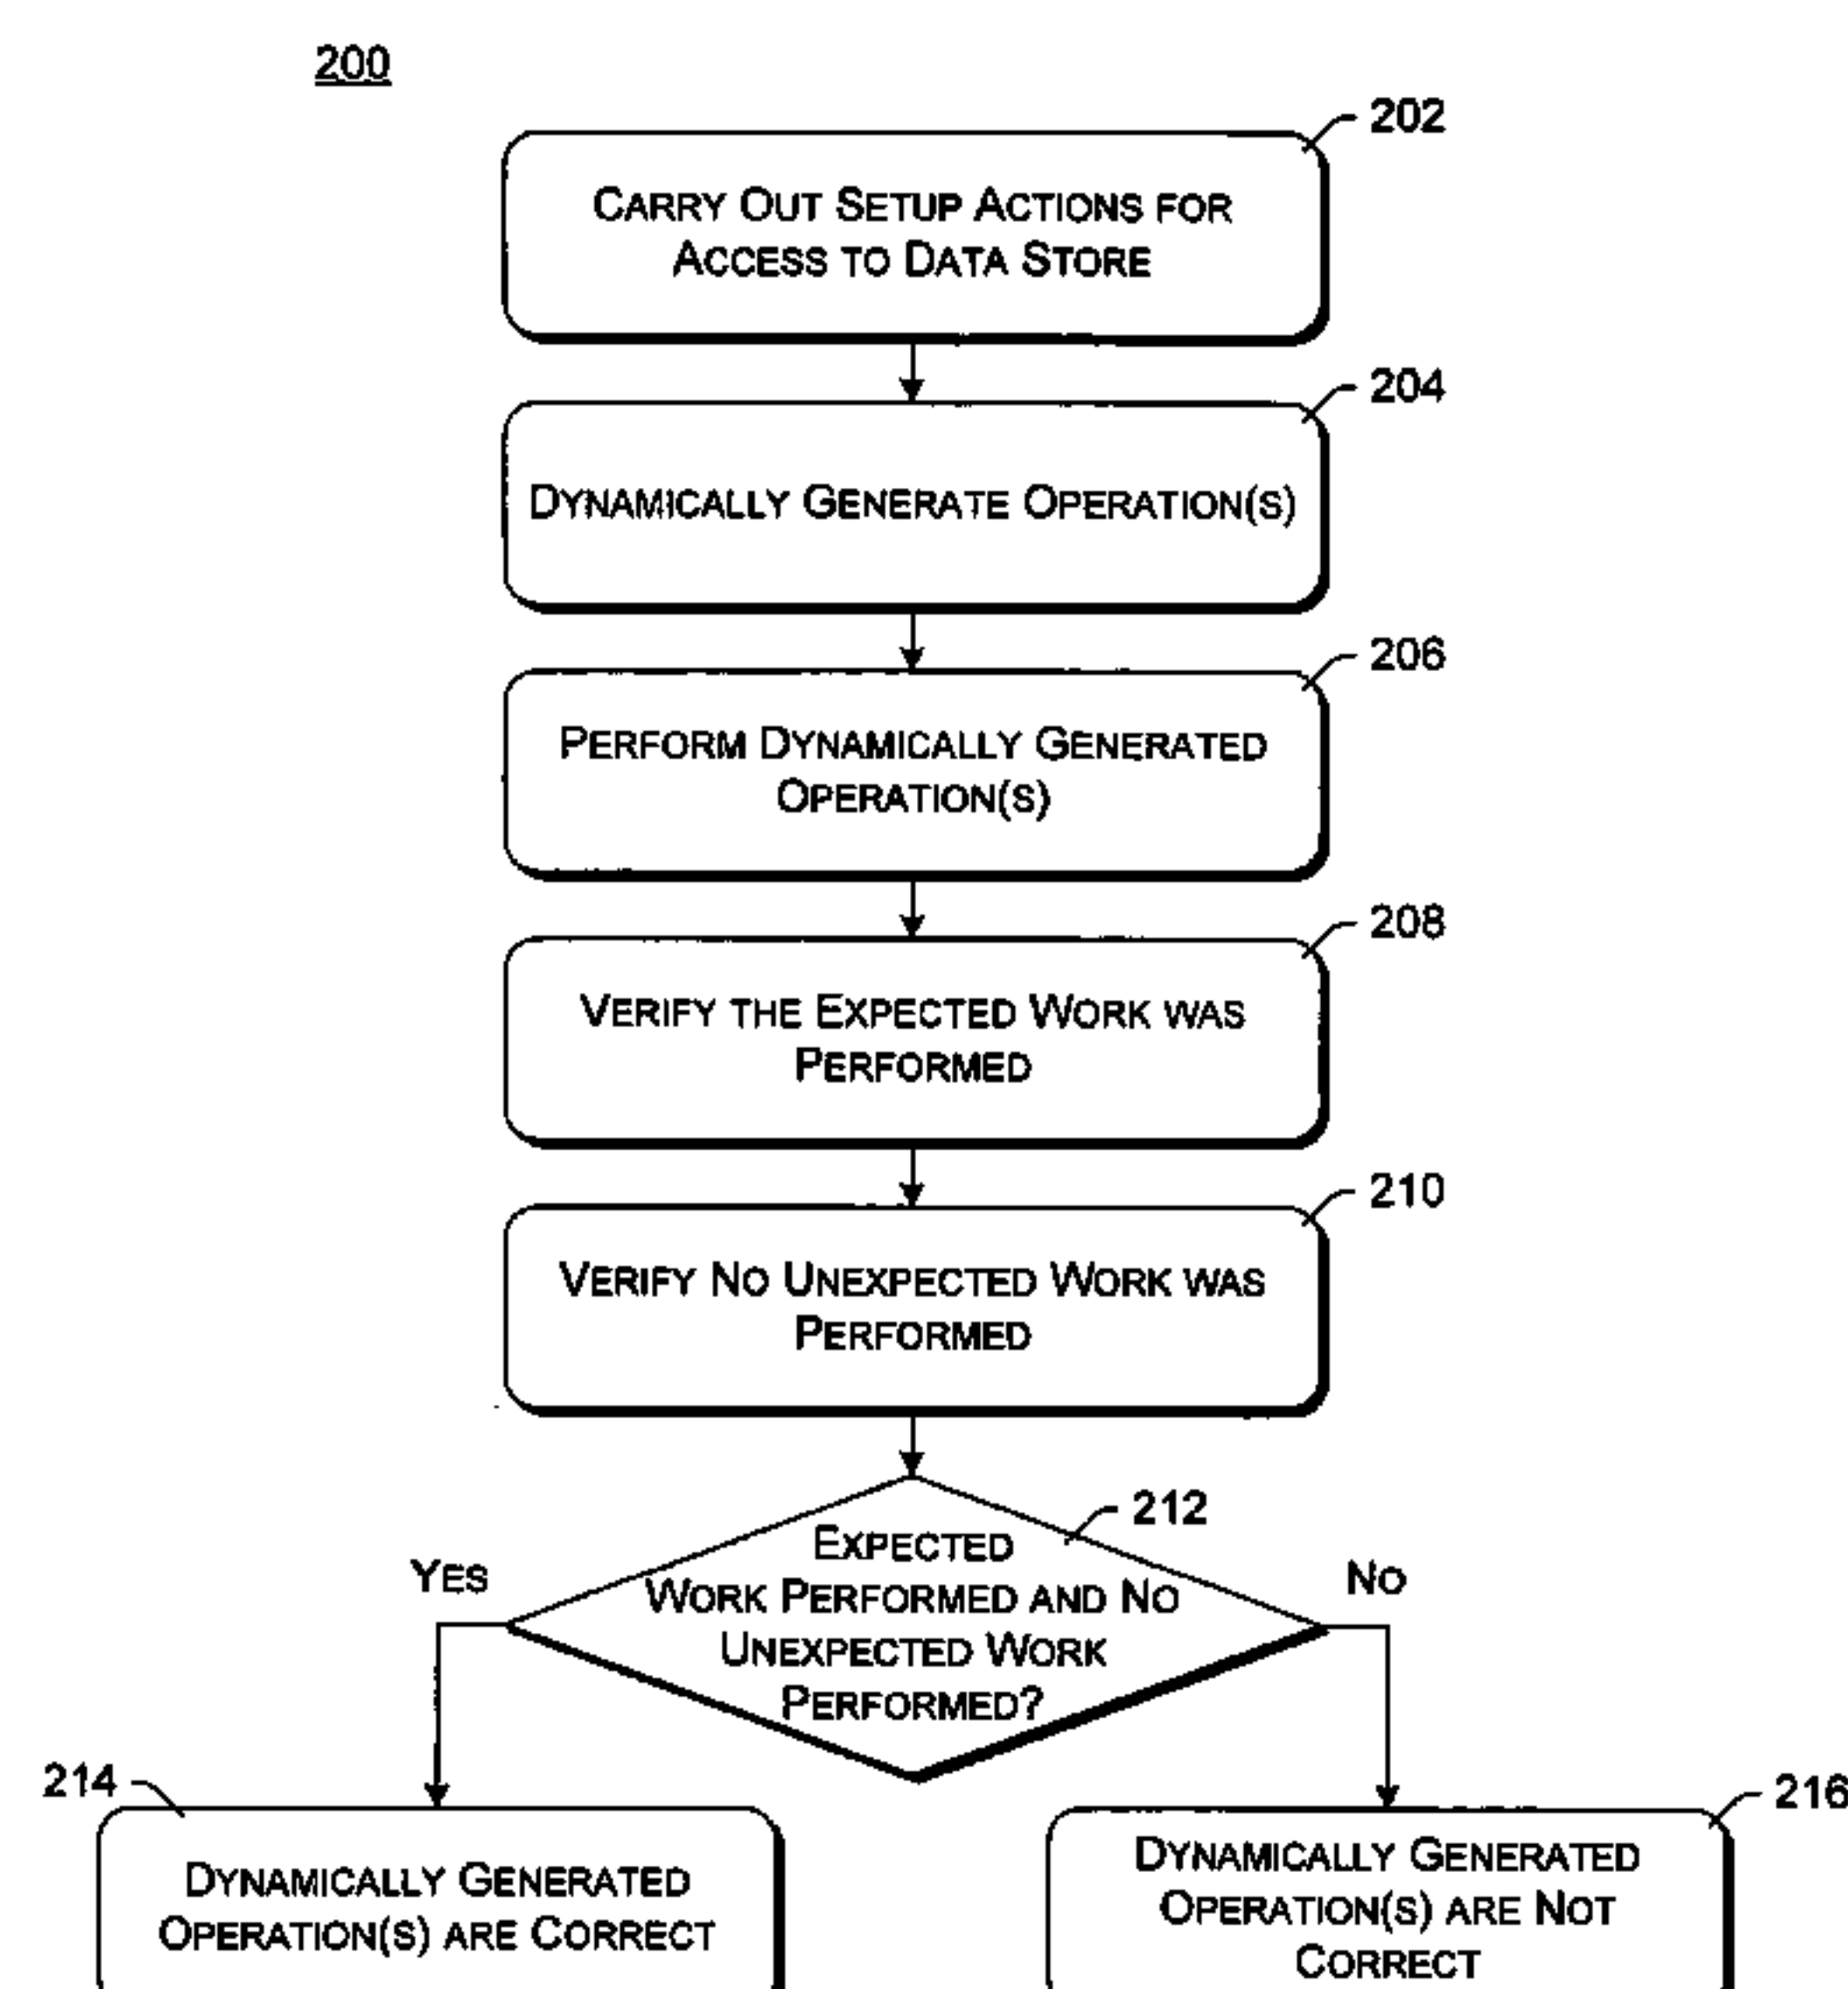 200
202
CARRY OUT SETUP ACTIONS FOR
ACCESS TO DATA STORE
204
DYNAMICALLY GENERATE OPERATION(S)
206
PERFORM DYNAMICALLY GENERATED
OPERATION(S)
208
VERIFY THE EXPECTED WORK WAS
PERFORMED
210
VERIFY NO UNEXPECTED WORK WAS
PERFORMED
212
EXPECTED
WORK PERFORMED AND NO
UNEXPECTED WORK
PERFORMED?
YES
NO
214
DYNAMICALLY GENERATED
OPERATION(S) ARE CORRECT
216
DYNAMICALLY GENERATED
OPERATION(S) ARE NOT
CORRECT